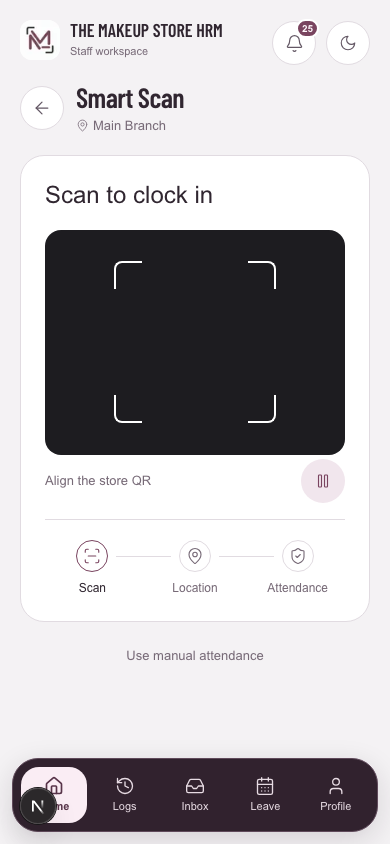 THE MAKEUP STORE HRM
Staff workspace
25
Smart Scan
Main Branch
Scan to clock in
Align the store QR
Scan
Location
Attendance
Use manual attendance
N
Logs
Inbox
Leave
Profile